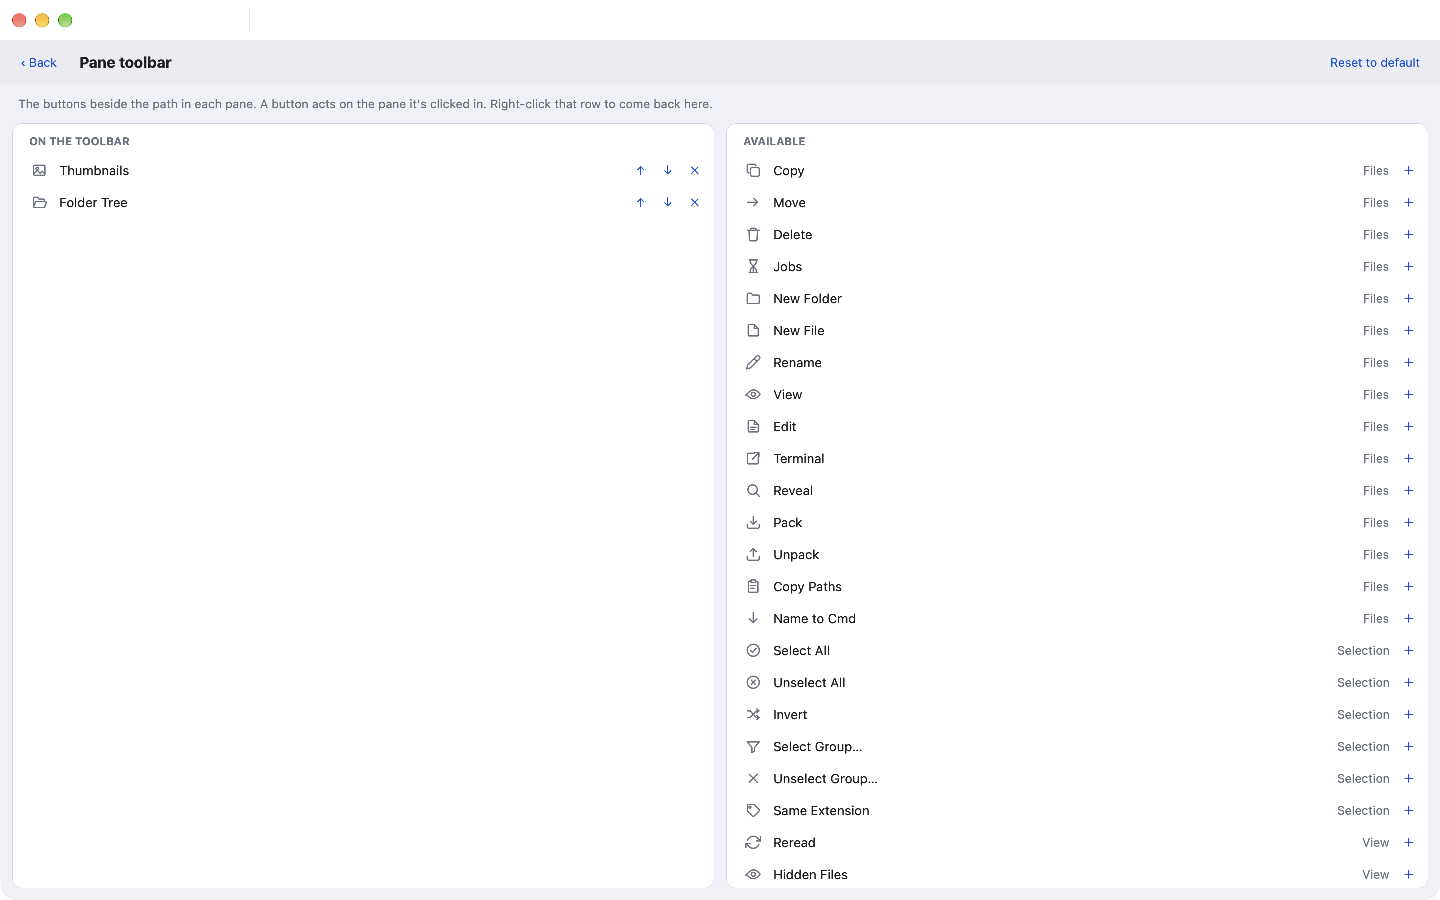 ‹ Back
Pane toolbar
Reset to default
The buttons beside the path in each pane. A button acts on the pane it's clicked in. Right-click that row to come back here.
ON THE TOOLBAR
Thumbnails
Folder Tree
AVAILABLE
Copy Files
Move Files
Delete Files
Jobs Files
New Folder Files
New File Files
Rename Files
View Files
Edit Files
Terminal Files
Reveal Files
Pack Files
Unpack Files
Copy Paths Files
Name to Cmd Files
Select All Selection
Unselect All Selection
Invert Selection
Select Group... Selection
Unselect Group... Selection
Same Extension Selection
Reread View
Hidden Files View